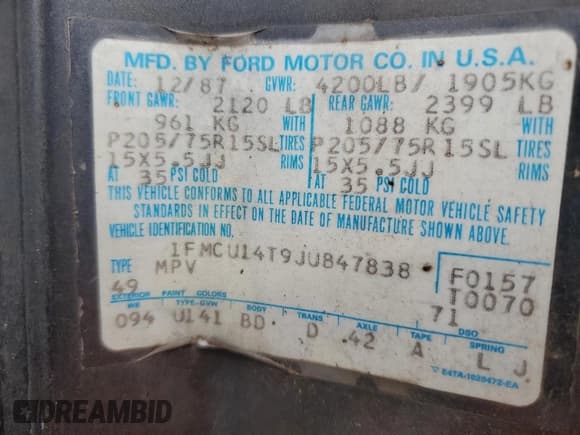 MFD. BY FORD MOTOR CO. IN U.S.A.
DATE: 12/87 GVWR: 4200LB/ 1905KG
FRONT GAWR: 2120 LB REAR GAWR: 2399 LB
961 KG WITH 1088 KG WITH
P205/75R15SL TIRES P205/75R15SL TIRES
15X5.5JJ RIMS 15X5.5JJ RIMS
AT 35 PSI COLD AT 35 PSI COLD
THIS VEHICLE CONFORMS TO ALL APPLICABLE FEDERAL MOTOR VEHICLE SAFETY
STANDARDS IN EFFECT ON THE DATE OF MANUFACTURE SHOWN ABOVE.
VEHICLE IDENTIFICATION NO.
1FMCU14T9JUB47838
TYPE MPV F0157
49 T0070
EXTERIOR PAINT COLORS 71 DSO
WB TYPE-GVW BODY TRANS AXLE TAPE SPRING
094 U141 BD. D .42 A L J
E4TA-1020472-EA
DREAMBID